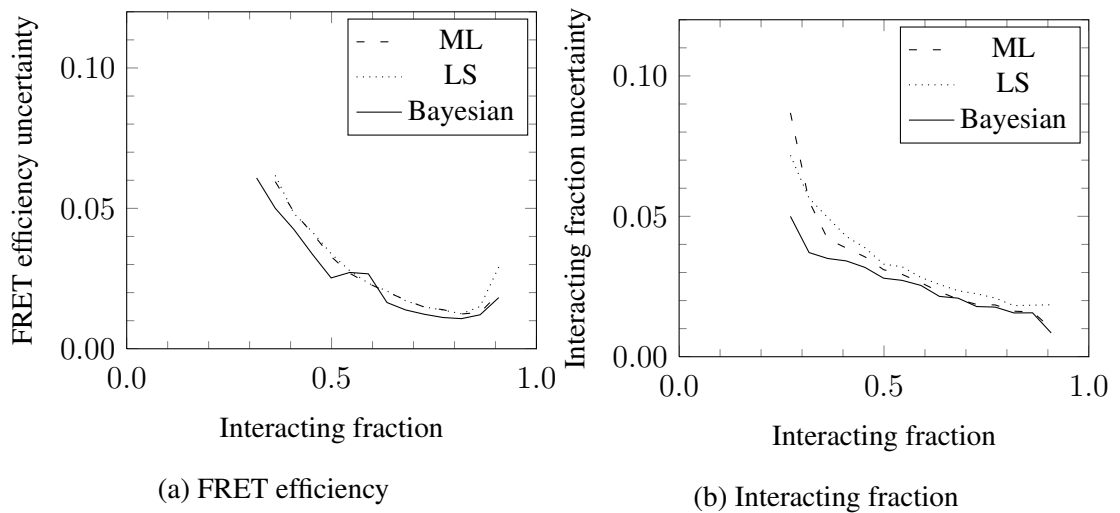 FRET efficiency uncertainty
0.10
0.05
0.00
0.0
0.5
1.0
ML
LS
Bayesian
Interacting fraction
(a) FRET efficiency
Interacting fraction uncertainty
0.10
0.05
0.00
0.0
0.5
1.0
ML
LS
Bayesian
Interacting fraction
(b) Interacting fraction